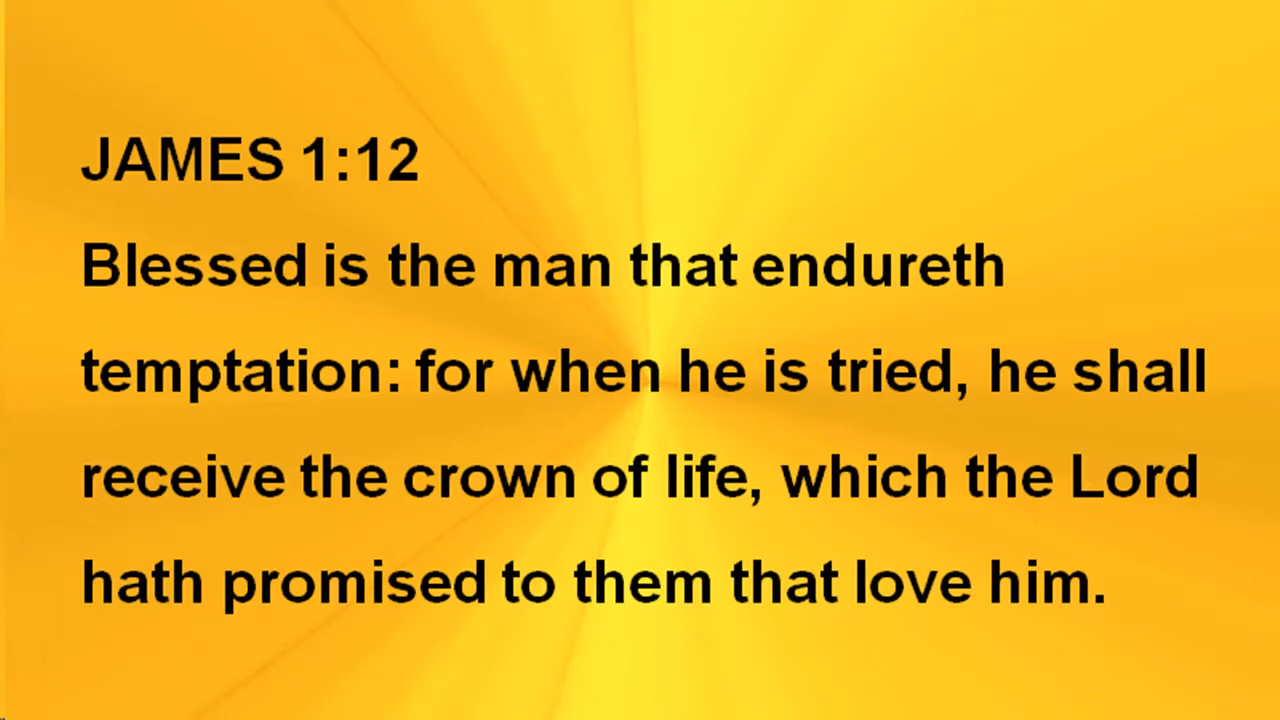 JAMES 1:12
Blessed is the man that endureth
temptation: for when he is tried, he shall
receive the crown of life, which the Lord
hath promised to them that love him.